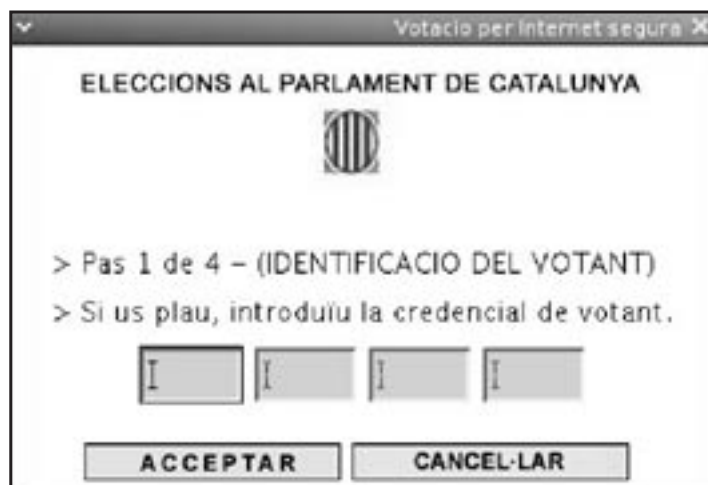 Votacio per Internet segura
ELECCIONS AL PARLAMENT DE CATALUNYA
> Pas 1 de 4 – (IDENTIFICACIO DEL VOTANT)
> Si us plau, introduïu la credencial de votant.
ACCEPTAR CANCEL·LAR